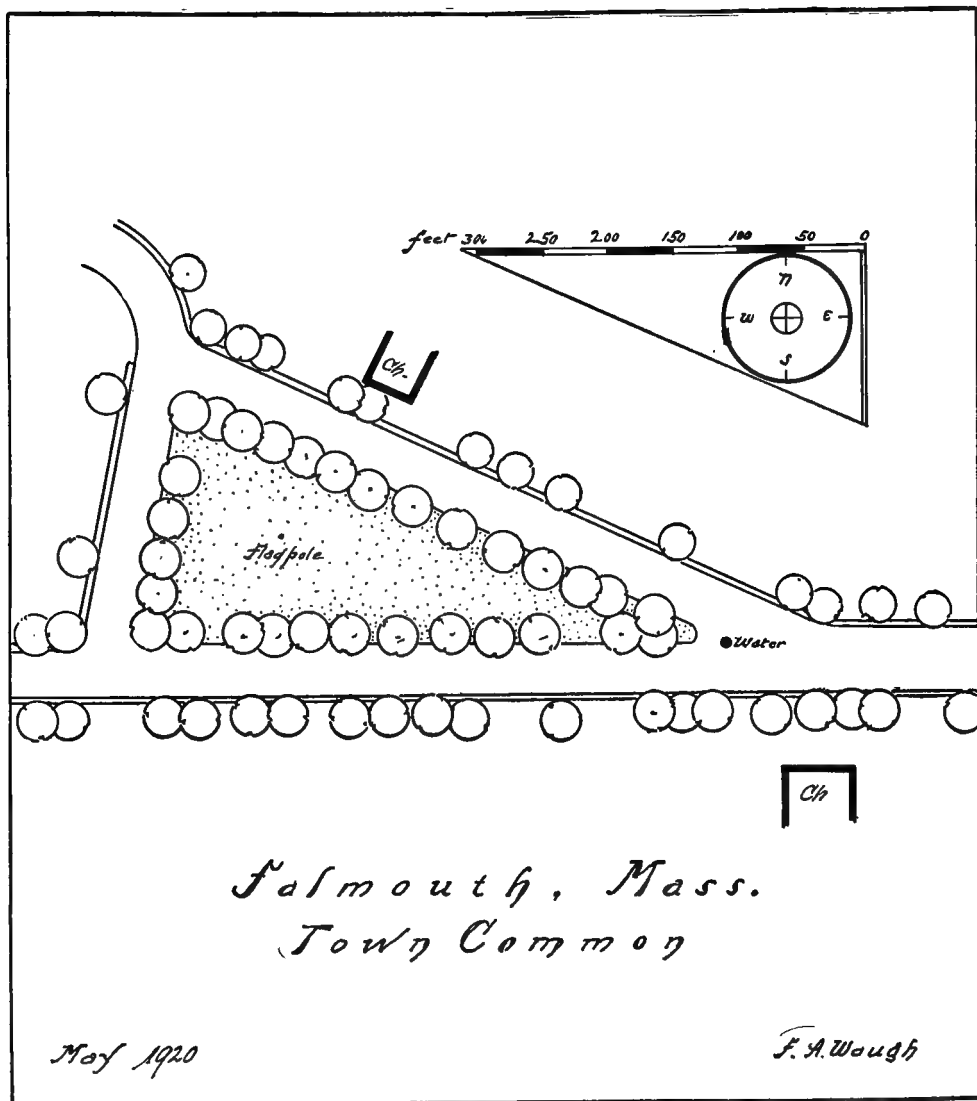 feet 300 250 200 150 100 50 0
N
W E
S
Ch.
Flagpole
Water
Ch
Falmouth, Mass.
Town Common
May 1920
F. A. Waugh